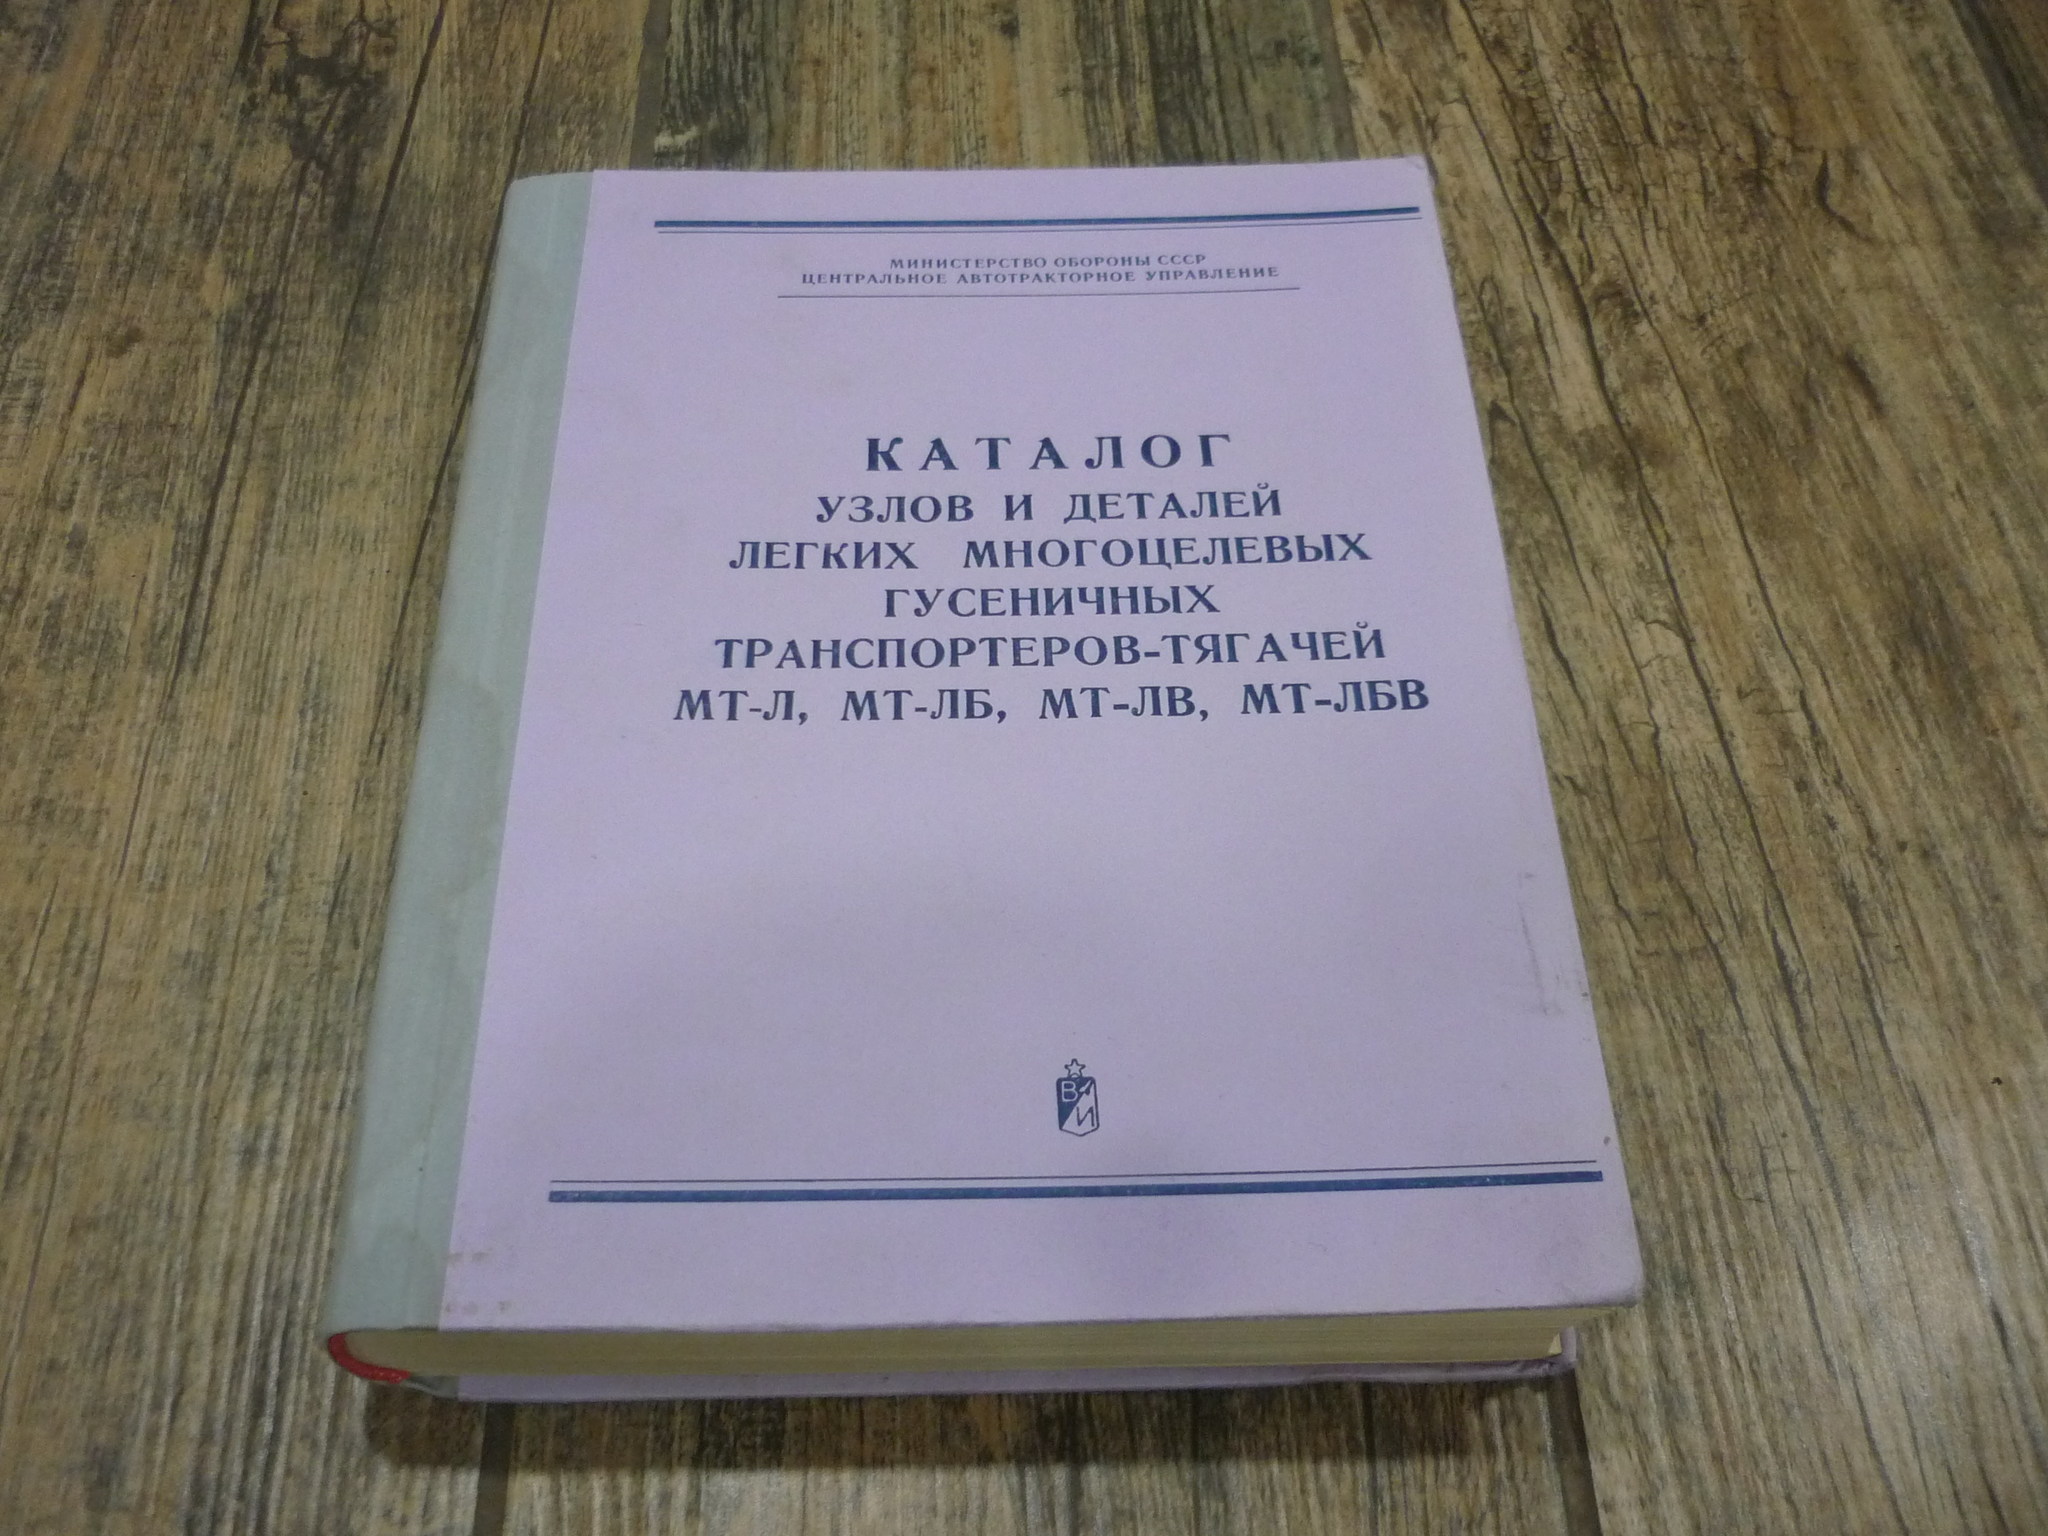 МИНИСТЕРСТВО ОБОРОНЫ СССР
ЦЕНТРАЛЬНОЕ АВТОТРАКТОРНОЕ УПРАВЛЕНИЕ
КАТАЛОГ
УЗЛОВ И ДЕТАЛЕЙ
ЛЕГКИХ МНОГОЦЕЛЕВЫХ
ГУСЕНИЧНЫХ
ТРАНСПОРТЕРОВ-ТЯГАЧЕЙ
МТ-Л, МТ-ЛБ, МТ-ЛВ, МТ-ЛБВ
В
И